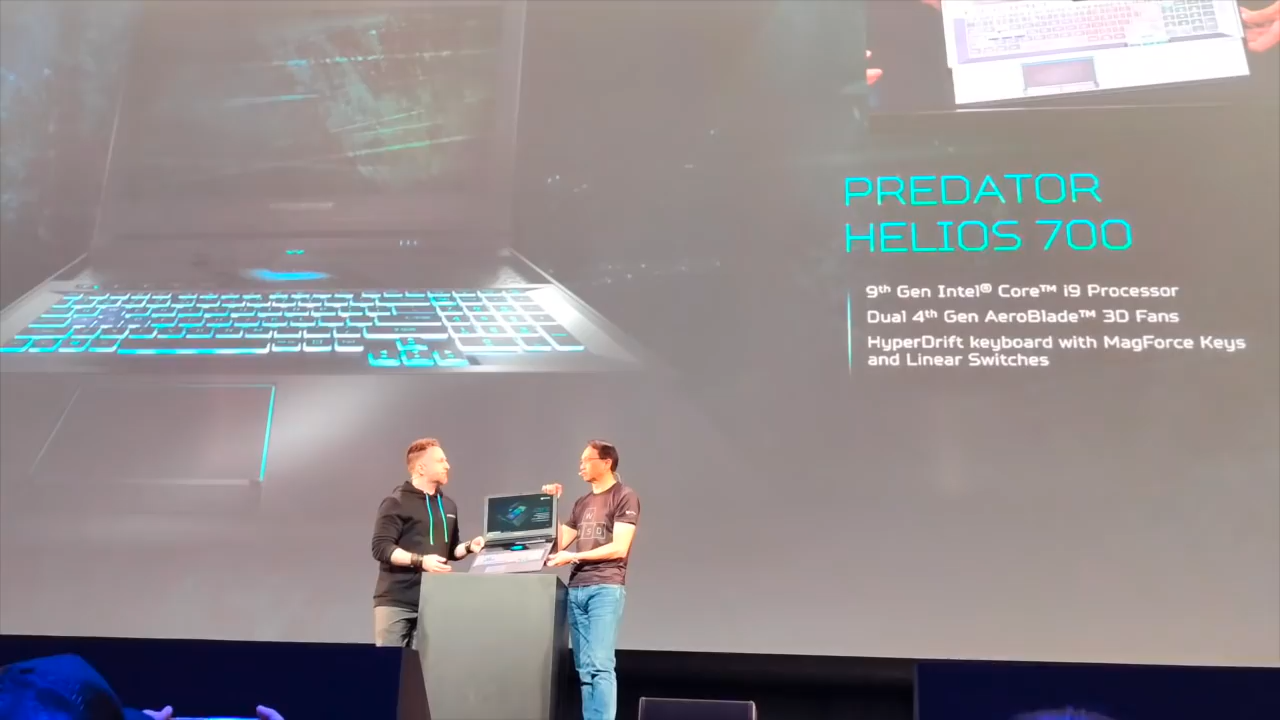 PREDATOR
HELIOS 700
9th Gen Intel® Core™ i9 Processor
Dual 4th Gen AeroBlade™ 3D Fans
HyperDrift keyboard with MagForce Keys
and Linear Switches
W
S D